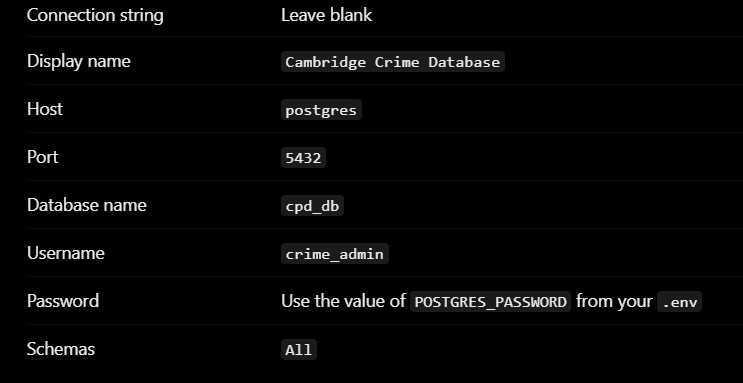 Connection string Leave blank
Display name Cambridge Crime Database
Host postgres
Port 5432
Database name cpd_db
Username crime_admin
Password Use the value of POSTGRES_PASSWORD from your .env
Schemas All